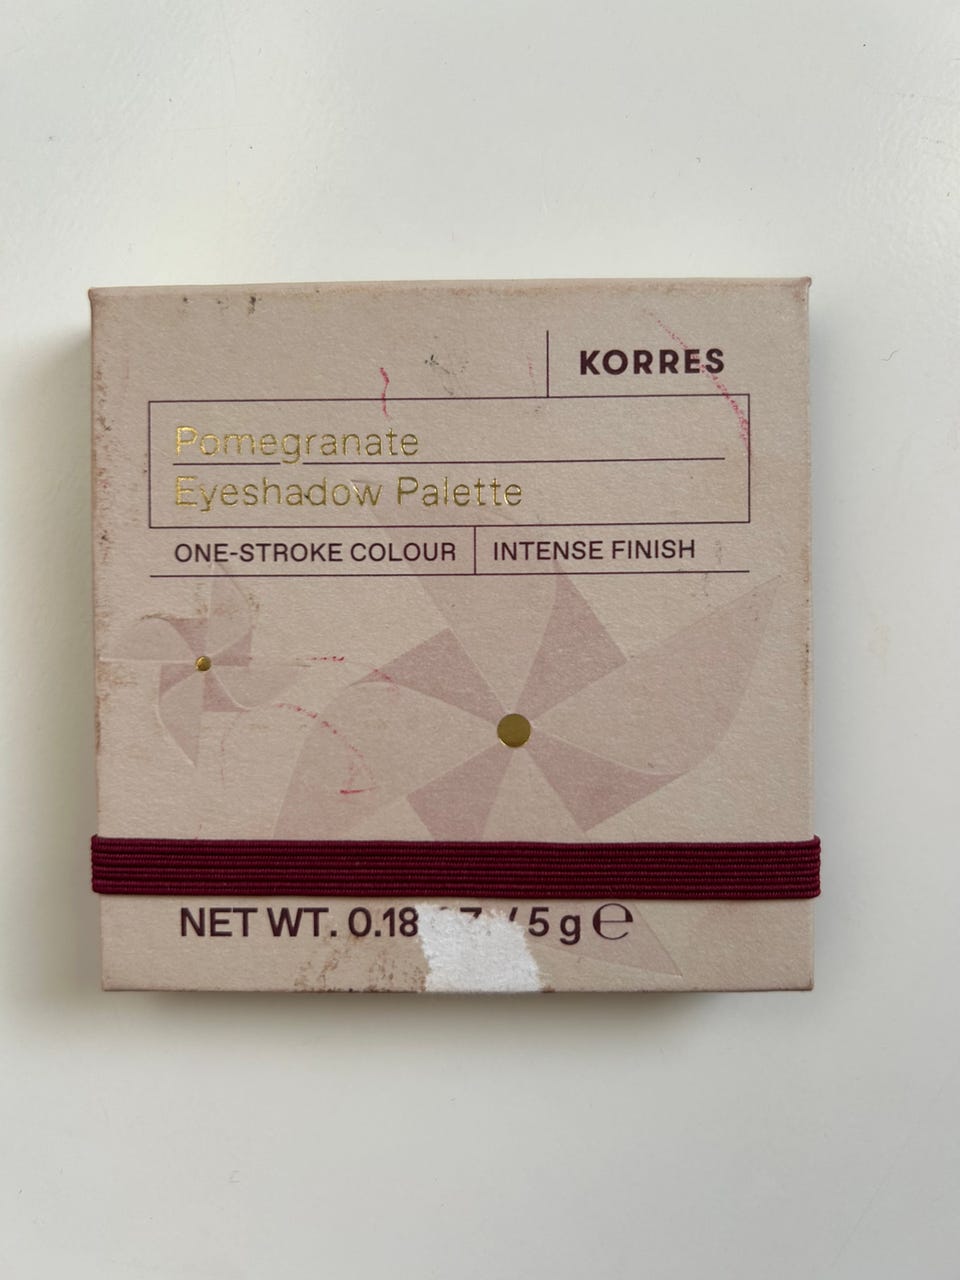 KORRES
Pomegranate
Eyeshadow Palette
ONE-STROKE COLOUR | INTENSE FINISH
NET WT. 0.18 / 5 g ℮